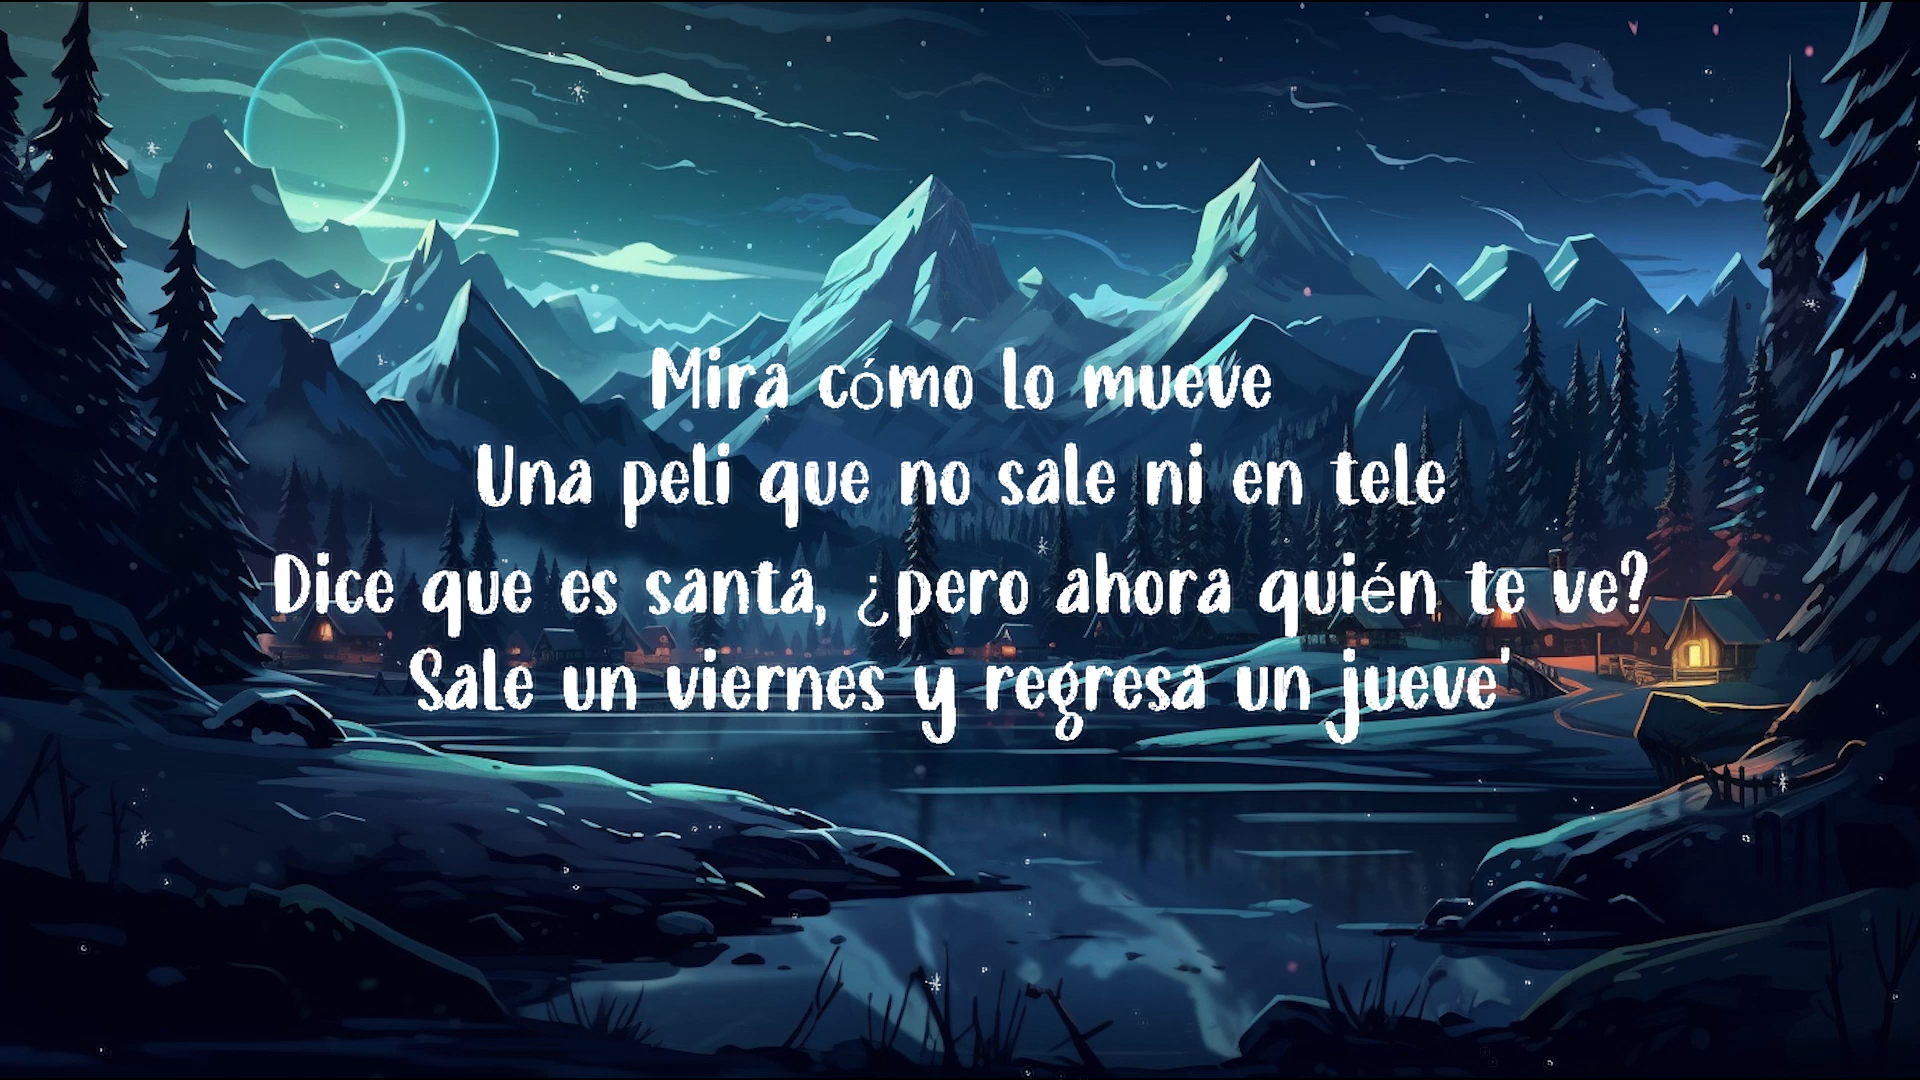 Mira cómo lo mueve
Una peli que no sale ni en tele
Dice que es santa, ¿pero ahora quién te ve?
Sale un viernes y regresa un jueve'